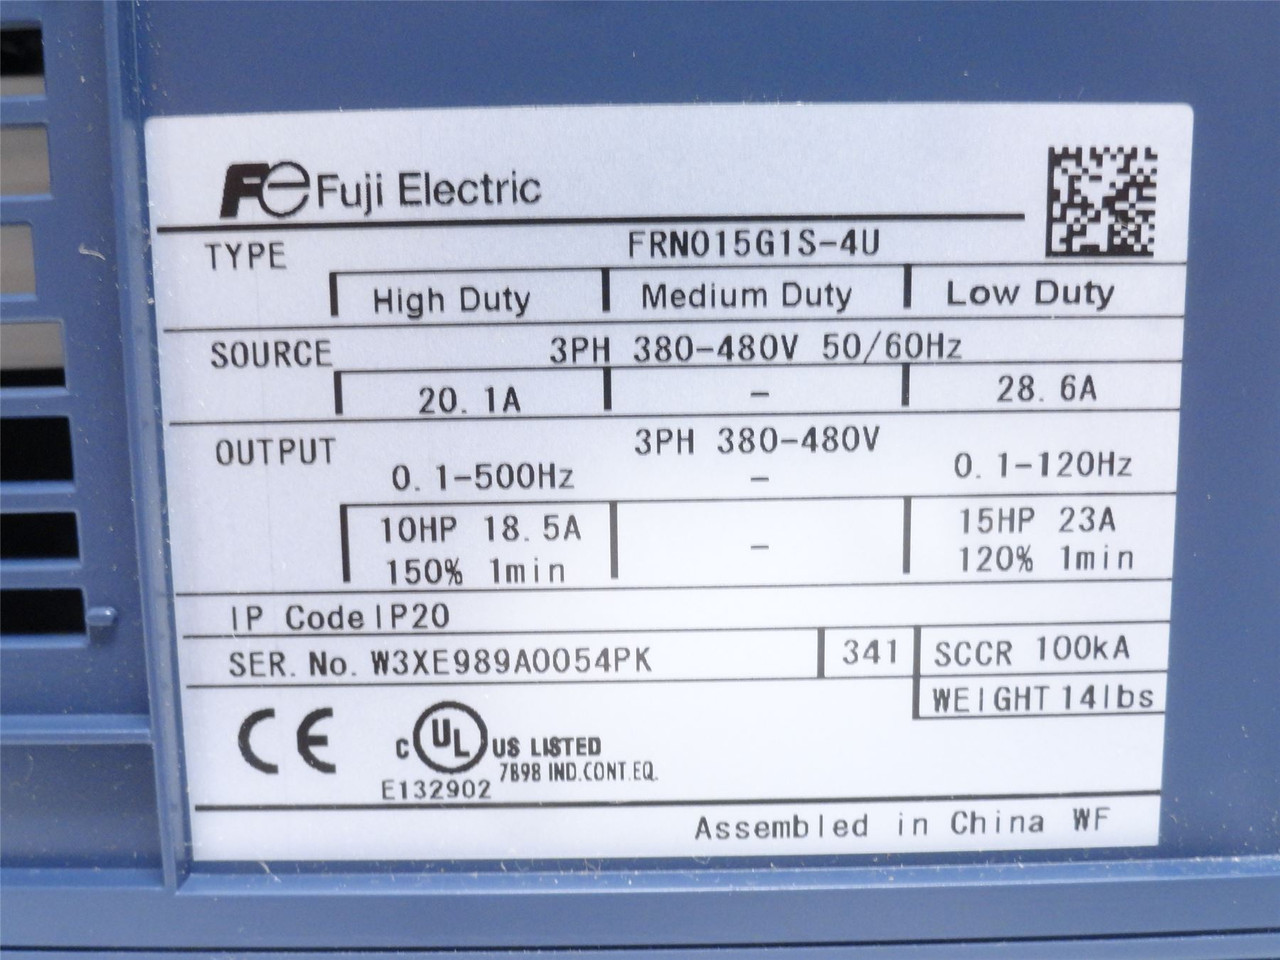 Fe Fuji Electric
TYPE FRN015G1S-4U
High Duty Medium Duty Low Duty
SOURCE 3PH 380-480V 50/60Hz
20.1A - 28.6A
OUTPUT 3PH 380-480V
0.1-500Hz - 0.1-120Hz
10HP 18.5A - 15HP 23A
150% 1min 120% 1min
IP Code IP20
SER. No. W3XE989A0054PK 341 SCCR 100kA
WEIGHT 14lbs
CE C UL US LISTED
7B98 IND.CONT.EQ.
E132902
Assembled in China WF